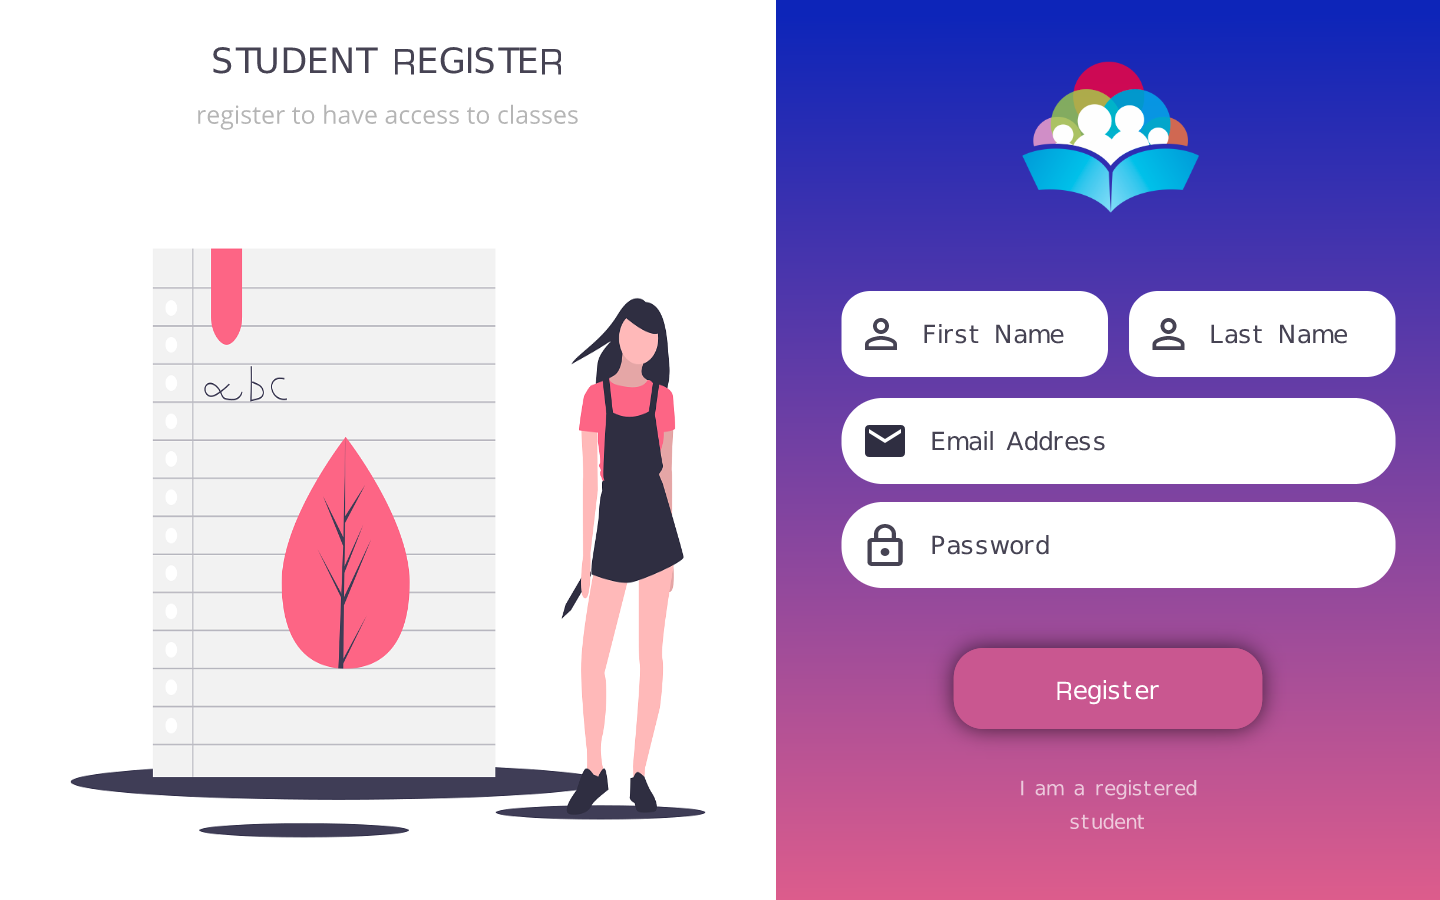 STUDENT REGISTER
register to have access to classes
abc
First Name
Last Name
Email Address
Password
Register
I am a registered
student